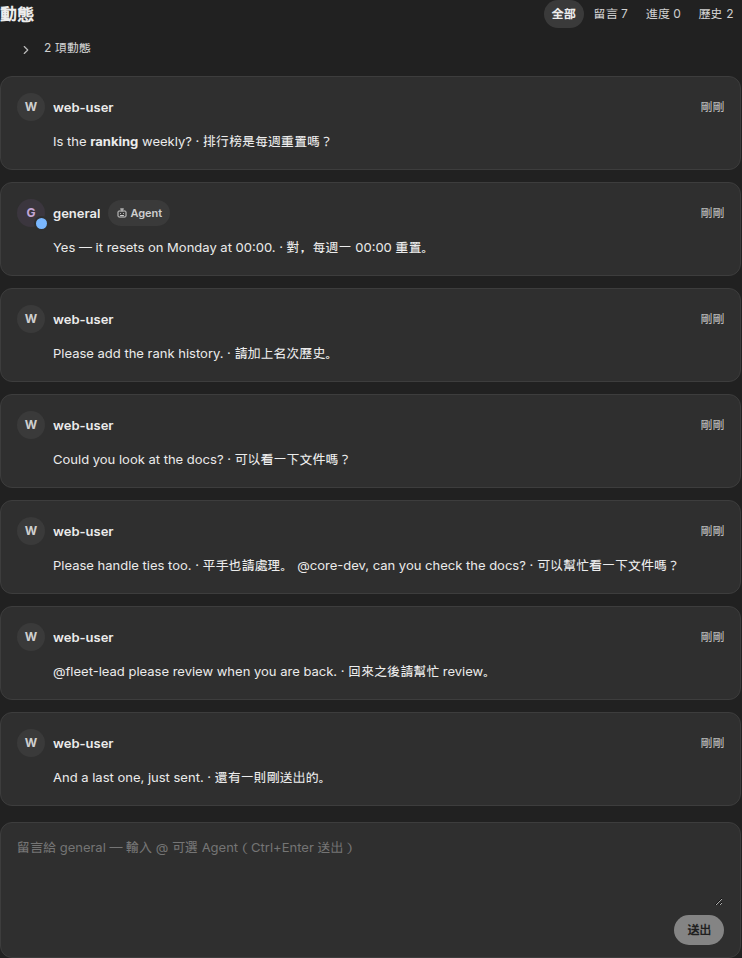 動態
全部 留言 7 進度 0 歷史 2
2 項動態
W web-user 剛剛
Is the ranking weekly? · 排行榜是每週重置嗎？
G general Agent 剛剛
Yes — it resets on Monday at 00:00. · 對，每週一 00:00 重置。
W web-user 剛剛
Please add the rank history. · 請加上名次歷史。
W web-user 剛剛
Could you look at the docs? · 可以看一下文件嗎？
W web-user 剛剛
Please handle ties too. · 平手也請處理。 @core-dev, can you check the docs? · 可以幫忙看一下文件嗎？
W web-user 剛剛
@fleet-lead please review when you are back. · 回來之後請幫忙 review。
W web-user 剛剛
And a last one, just sent. · 還有一則剛送出的。
留言給 general — 輸入 @ 可選 Agent（Ctrl+Enter 送出）
送出